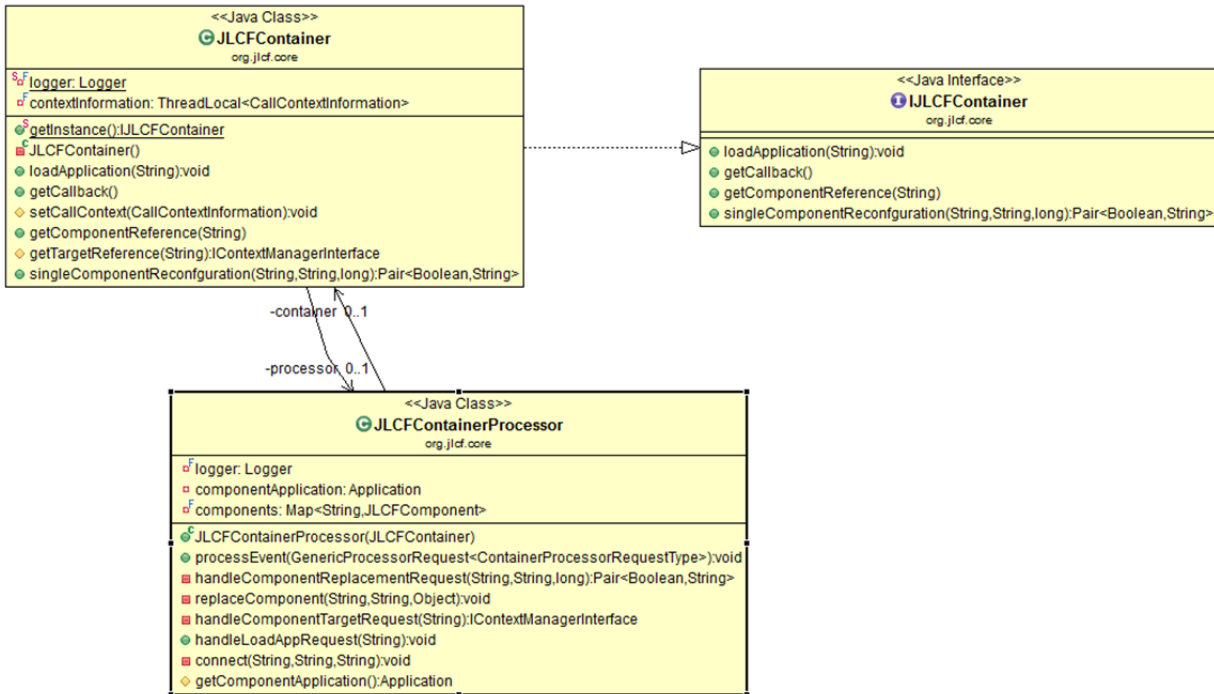 <<Java Class>>
JLCFContainer
org.jlcf.core
logger: Logger
contextInformation: ThreadLocal<CallContextInformation>
getInstance():IJLCFContainer
JLCFContainer()
loadApplication(String):void
getCallback()
setCallContext(CallContextInformation):void
getComponentReference(String)
getTargetReference(String):IContextManagerInterface
singleComponentReconfguration(String,String,long):Pair<Boolean,String>
<<Java Interface>>
IJLCFContainer
org.jlcf.core
loadApplication(String):void
getCallback()
getComponentReference(String)
singleComponentReconfguration(String,String,long):Pair<Boolean,String>
-container 0..1
-processor 0..1
<<Java Class>>
JLCFContainerProcessor
org.jlcf.core
logger: Logger
componentApplication: Application
components: Map<String,JLCFComponent>
JLCFContainerProcessor(JLCFContainer)
processEvent(GenericProcessorRequest<ContainerProcessorRequestType>):void
handleComponentReplacementRequest(String,String,long):Pair<Boolean,String>
replaceComponent(String,String,Object):void
handleComponentTargetRequest(String):IContextManagerInterface
handleLoadAppRequest(String):void
connect(String,String,String):void
getComponentApplication():Application